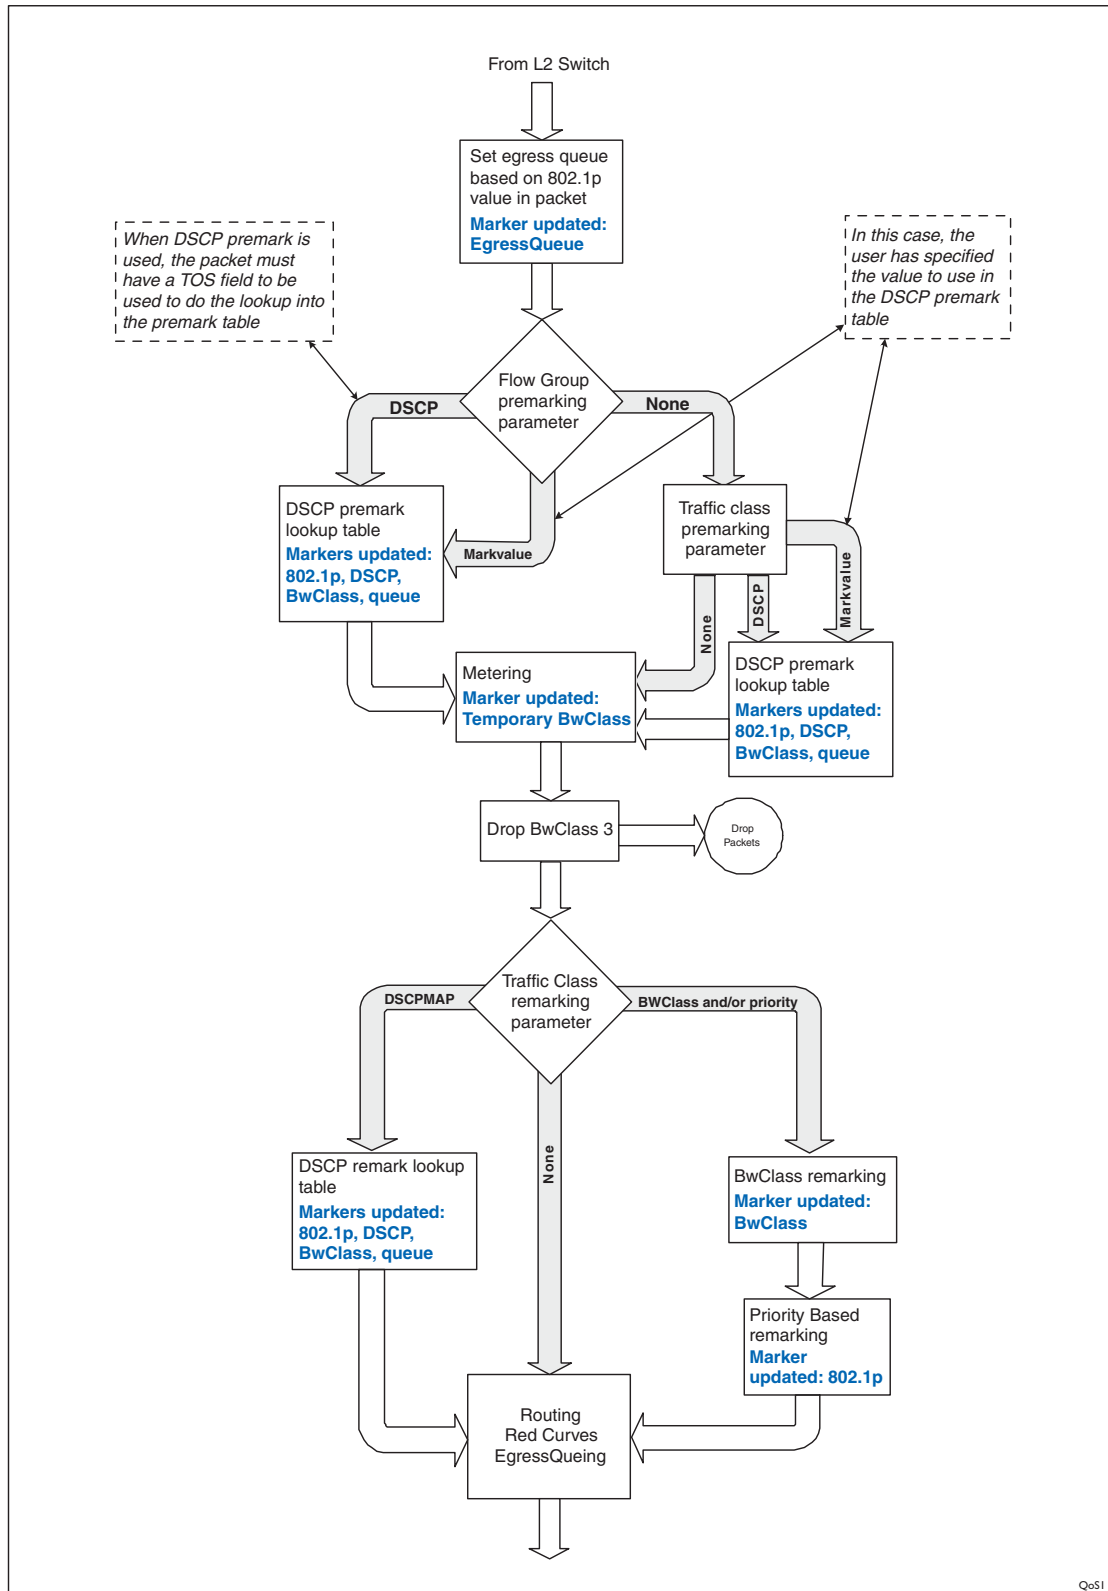 From L2 Switch
Set egress queue
based on 802.1p
value in packet
Marker updated:
EgressQueue
When DSCP premark is
used, the packet must
have a TOS field to be
used to do the lookup into
the premark table
In this case, the
user has specified
the value to use in
the DSCP premark
table
Flow Group
premarking
parameter
DSCP
None
Markvalue
DSCP premark
lookup table
Markers updated:
802.1p, DSCP,
BwClass, queue
Traffic class
premarking
parameter
None
DSCP
Markvalue
Metering
Marker updated:
Temporary BwClass
DSCP premark
lookup table
Markers updated:
802.1p, DSCP,
BwClass, queue
Drop BwClass 3
Drop
Packets
Traffic Class
remarking
parameter
DSCPMAP
BWClass and/or priority
None
DSCP remark lookup
table
Markers updated:
802.1p, DSCP,
BwClass, queue
BwClass remarking
Marker updated:
BwClass
Priority Based
remarking
Marker
updated: 802.1p
Routing
Red Curves
EgressQueing
QoS1